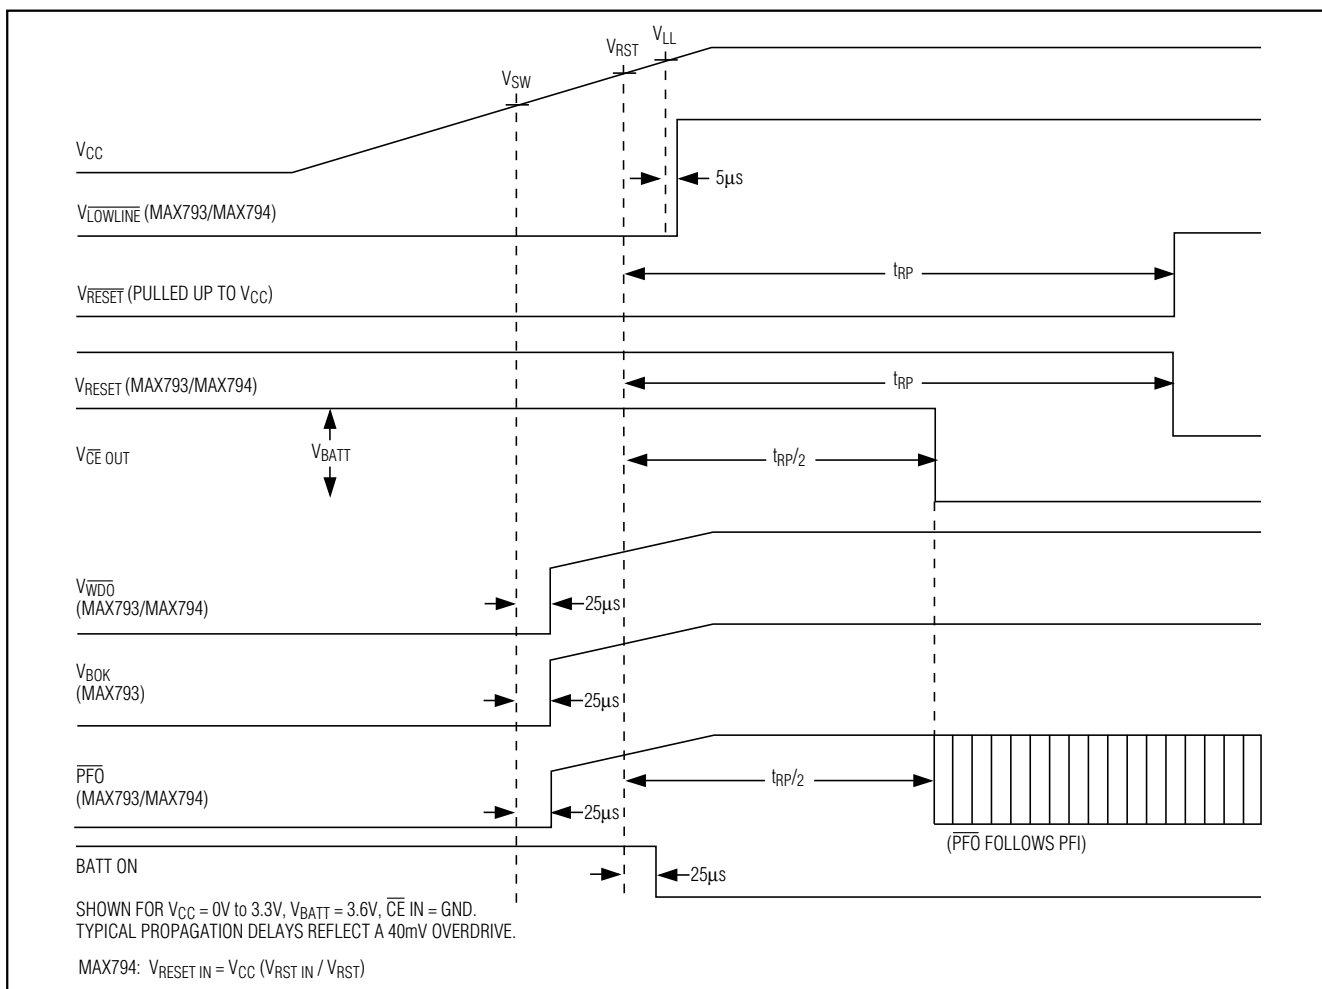 VLL
VRST
VSW
VCC
5µs
VLOWLINE (MAX793/MAX794)
tRP
VRESET (PULLED UP TO VCC)
VRESET (MAX793/MAX794)
tRP
VBATT
VCE OUT
tRP/2
VWDO
(MAX793/MAX794)
25µs
VBOK
(MAX793)
25µs
PFO
(MAX793/MAX794)
tRP/2
25µs
(PFO FOLLOWS PFI)
BATT ON
25µs
SHOWN FOR VCC = 0V to 3.3V, VBATT = 3.6V, CE IN = GND.
TYPICAL PROPAGATION DELAYS REFLECT A 40mV OVERDRIVE.
MAX794: VRESET IN = VCC (VRST IN / VRST)